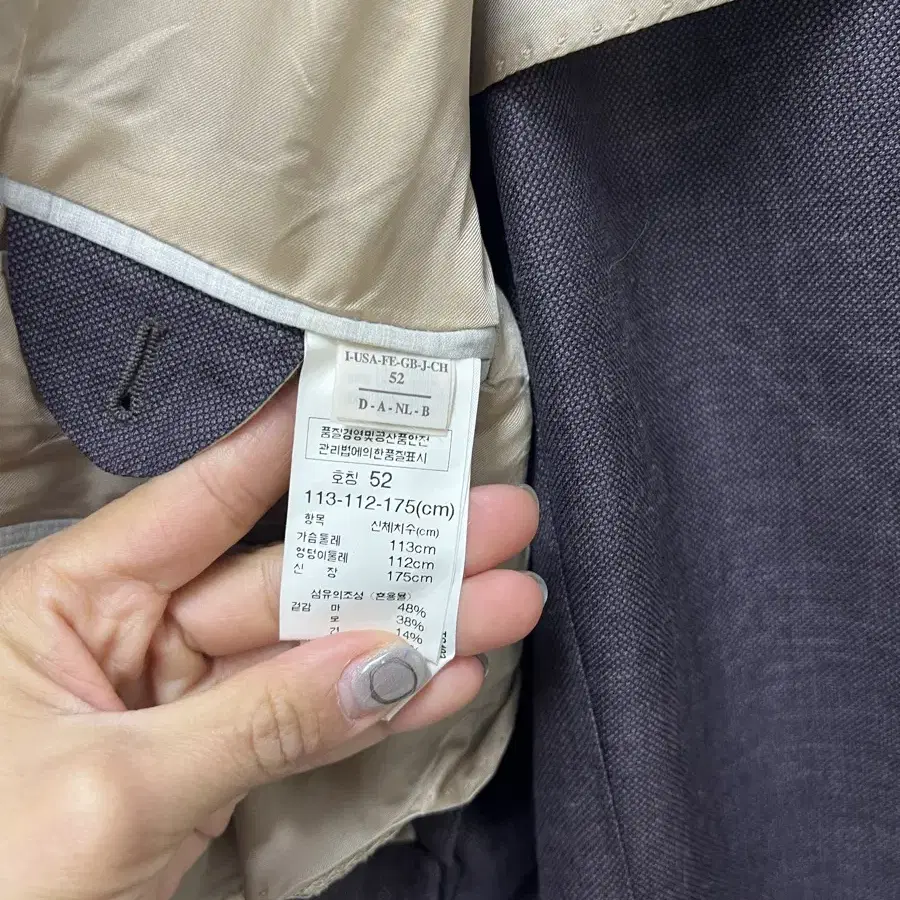 I-USA-FE-GB-J-CH
52
D - A - NL - B
품질경영및공산품안전
관리법에의한품질표시
호칭 52
113-112-175(cm)
항목 신체치수(cm)
가슴둘레 113cm
엉덩이둘레 112cm
신 장 175cm
섬유의조성 (혼용율)
겉감 마 48%
모 38%
견 14%